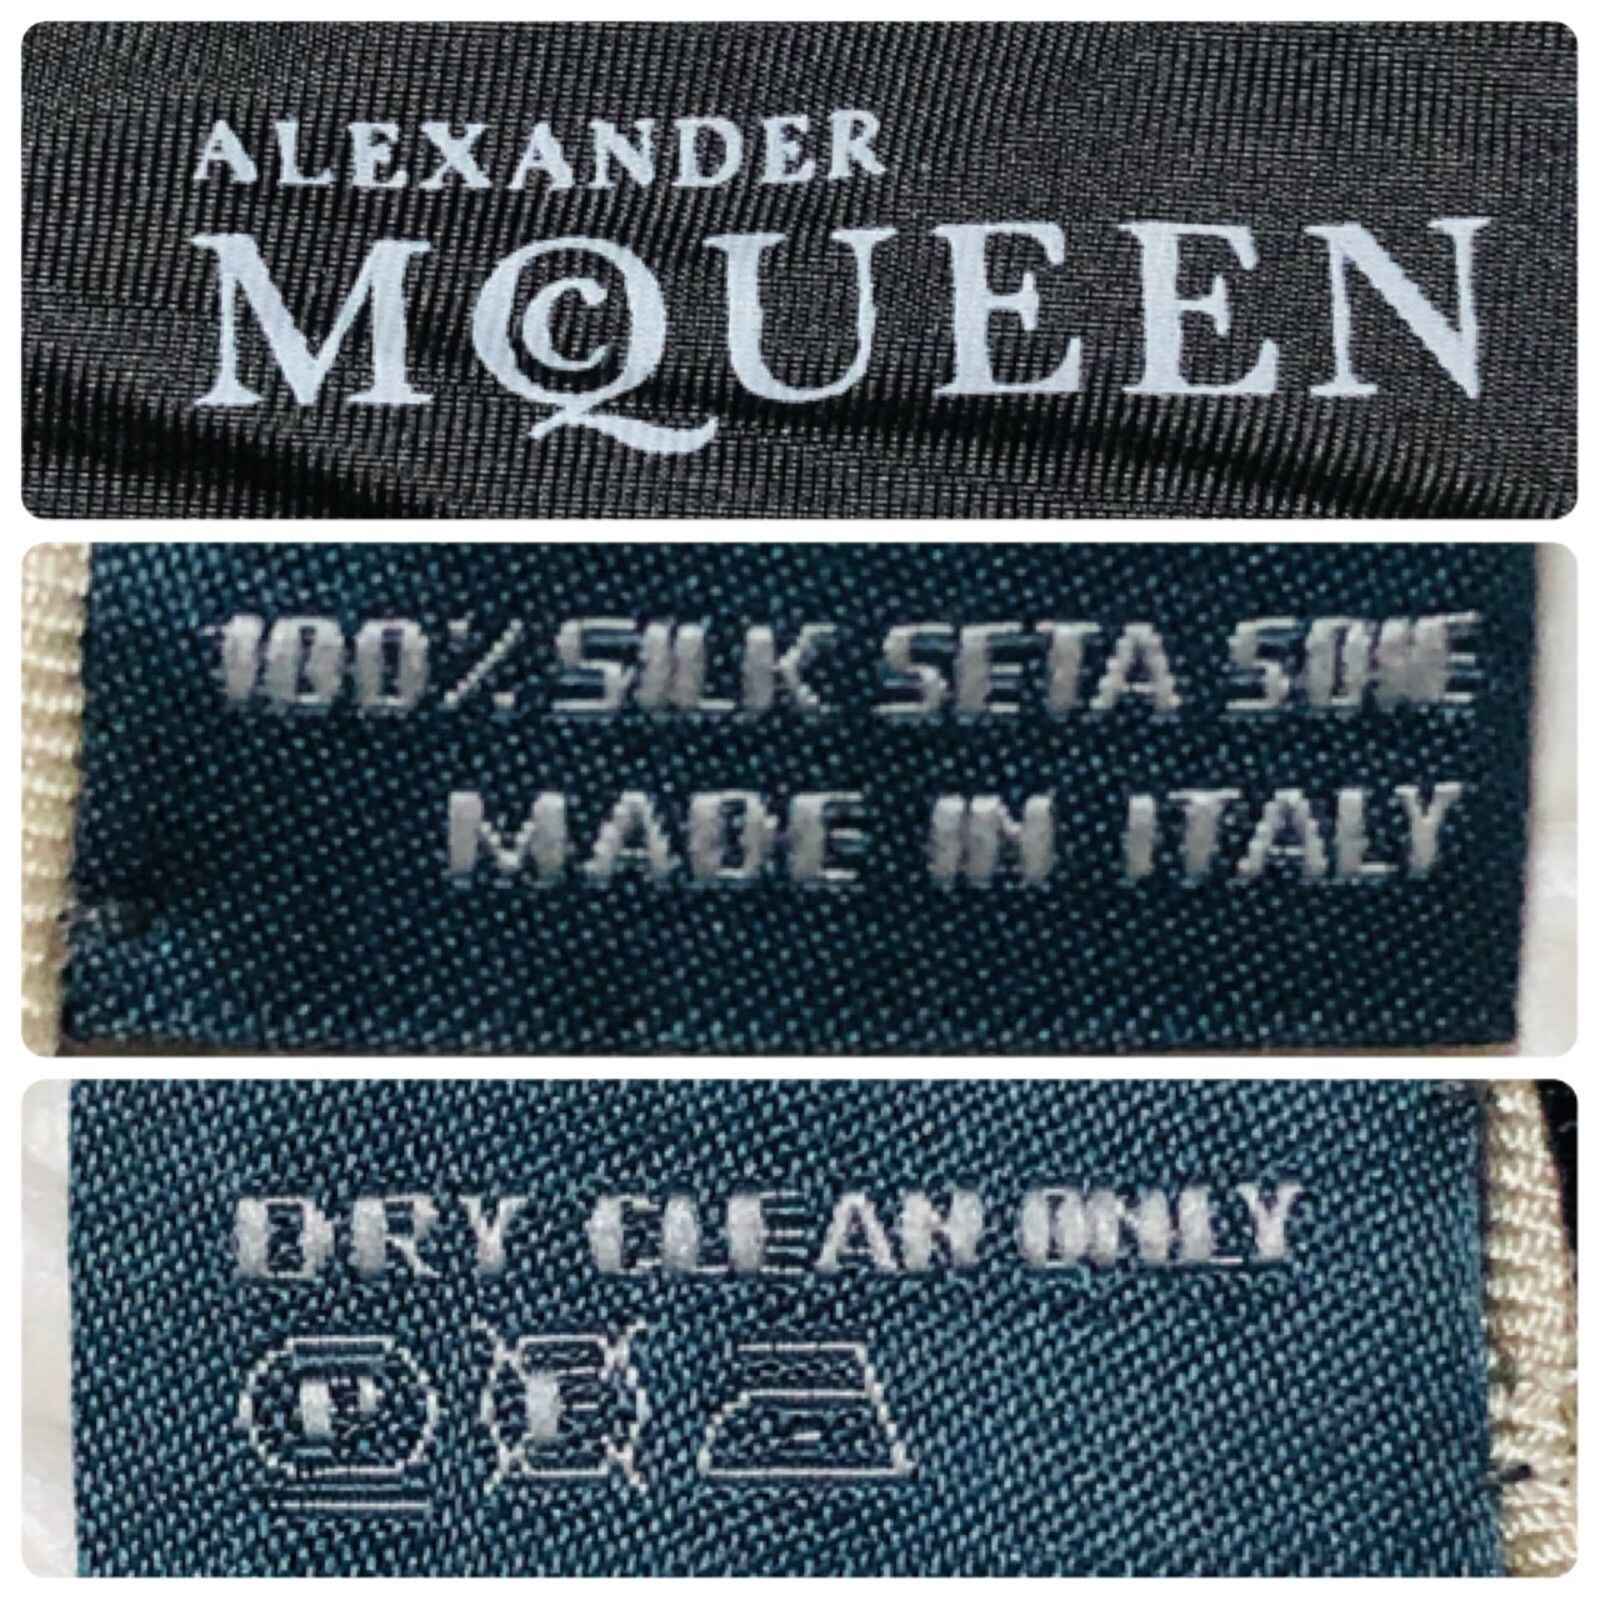 ALEXANDER
McQUEEN
100% SILK SETA SOIE
MADE IN ITALY
DRY CLEAN ONLY
P F